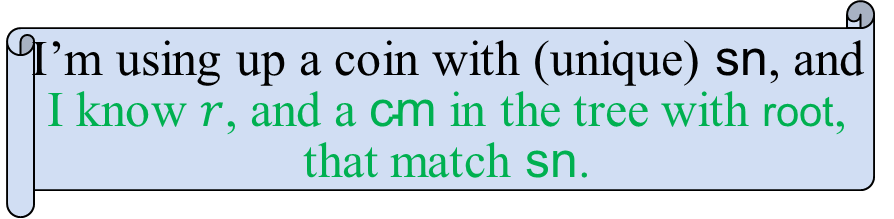 I’m using up a coin with (unique) sn, and
I know r, and a cm in the tree with root,
that match sn.